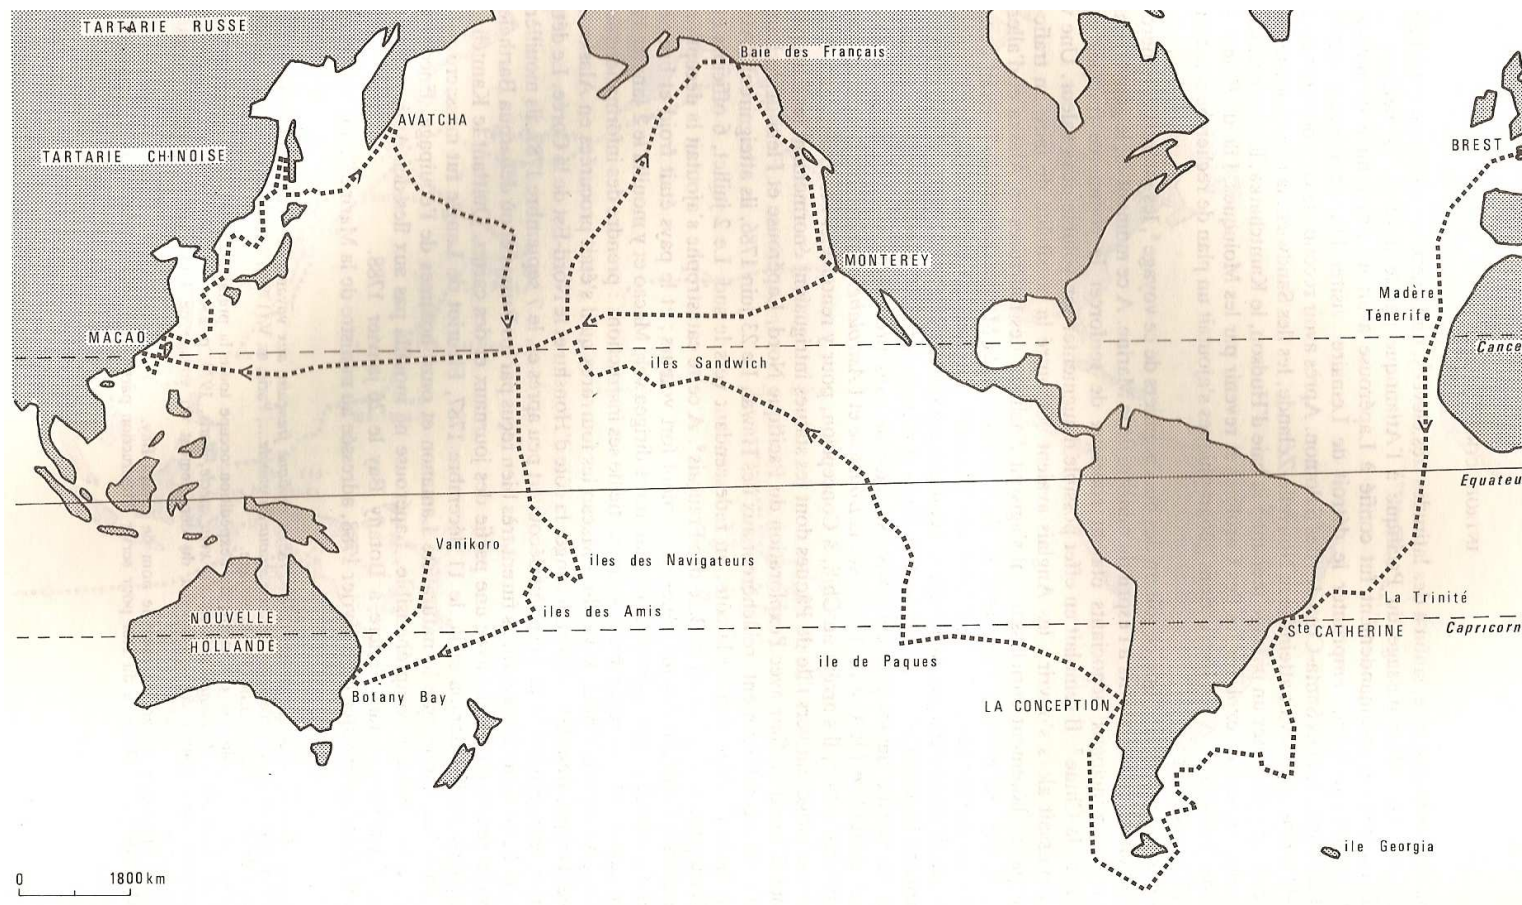 TARTARIE RUSSE
Baie des Français
AVATCHA
TARTARIE CHINOISE
BREST
MONTEREY
Madère
Ténerife
MACAO
Cance
iles Sandwich
Equateu
Vanikoro
iles des Navigateurs
iles des Amis
La Trinité
NOUVELLE
HOLLANDE
Ste CATHERINE
Capricorn
ile de Paques
Botany Bay
LA CONCEPTION
ile Georgia
0 1800 km